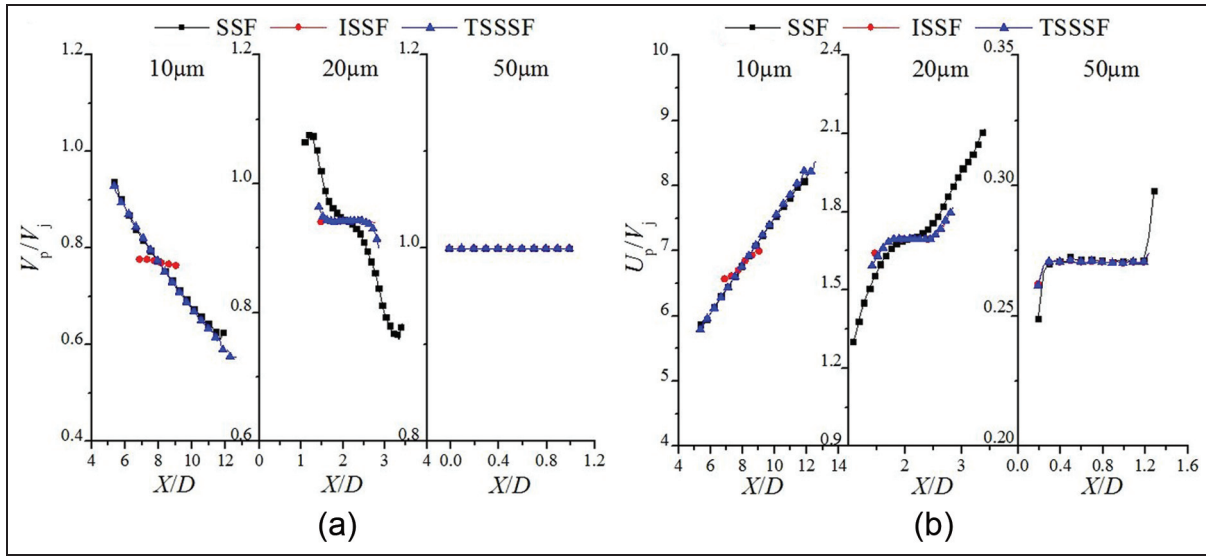 SSF ISSF TSSSF
10μm 20μm 50μm
Vp/Vj
1.2 1.0 0.8 0.6 0.4
1.2 1.0 0.8 0.6
1.2 1.0 0.8
4 6 8 10 12
0 1 2 3 4
0.0 0.4 0.8 1.2
X/D X/D X/D
(a)
SSF ISSF TSSSF
10μm 20μm 50μm
Up/Vj
10 9 8 7 6 5 4
2.4 2.1 1.8 1.5 1.2 0.9
0.35 0.30 0.25 0.20
4 6 8 10 12 14
2 3
0.0 0.4 0.8 1.2 1.6
X/D X/D X/D
(b)